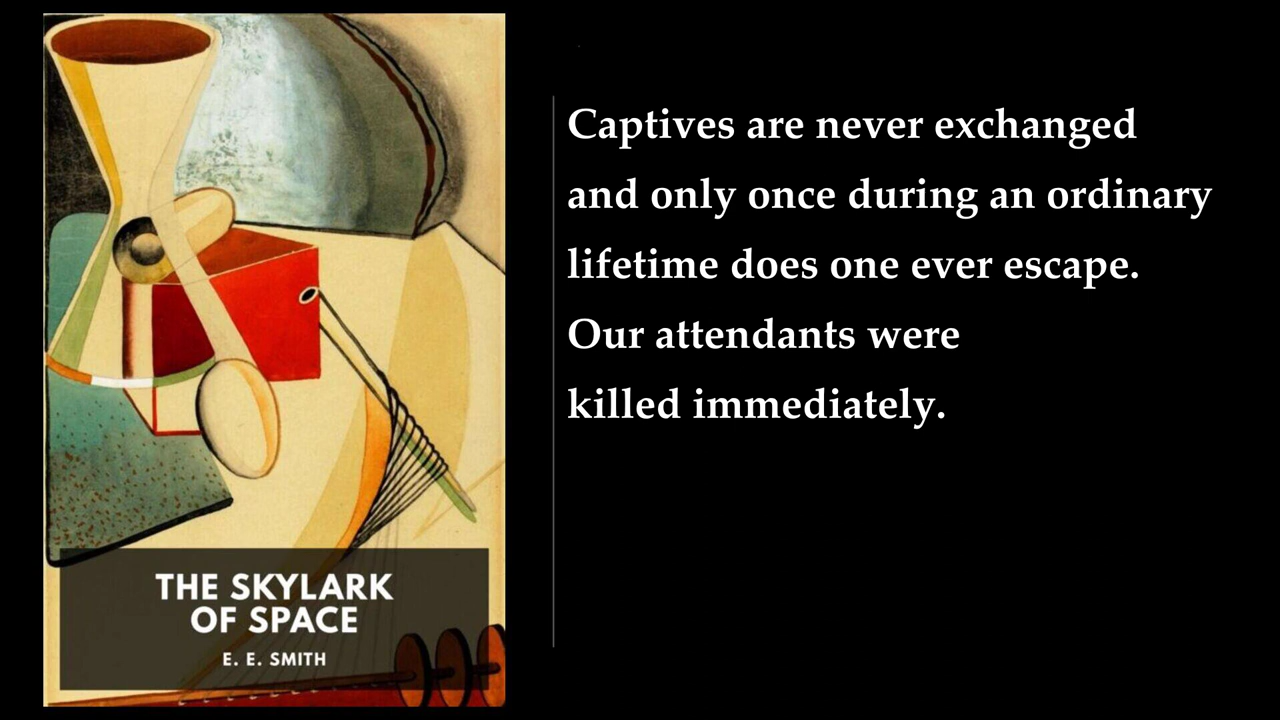 THE SKYLARK
OF SPACE
E. E. SMITH
Captives are never exchanged
and only once during an ordinary
lifetime does one ever escape.
Our attendants were
killed immediately.